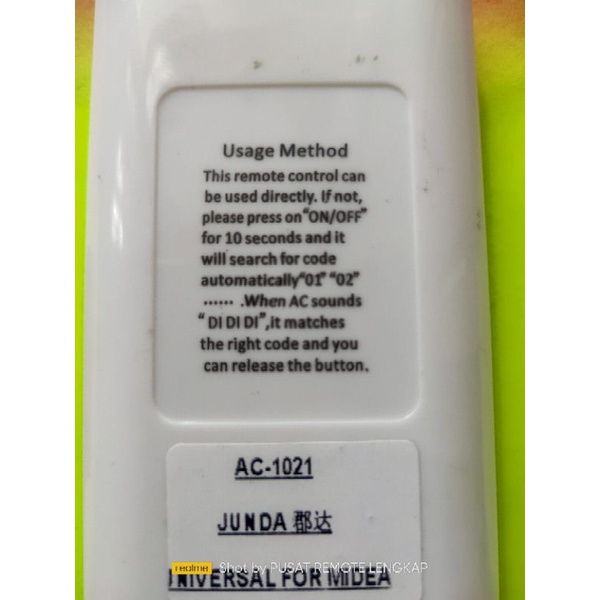 Usage Method
This remote control can
be used directly. If not,
please press on "ON/OFF"
for 10 seconds and it
will search for code
automatically "01" "02"
...... .When AC sounds
" DI DI DI",it matches
the right code and you
can release the button.
AC-1021
JUNDA 郡达
UNIVERSAL FOR MiDEA
realme Shot by PUSAT REMOTE LENGKAP